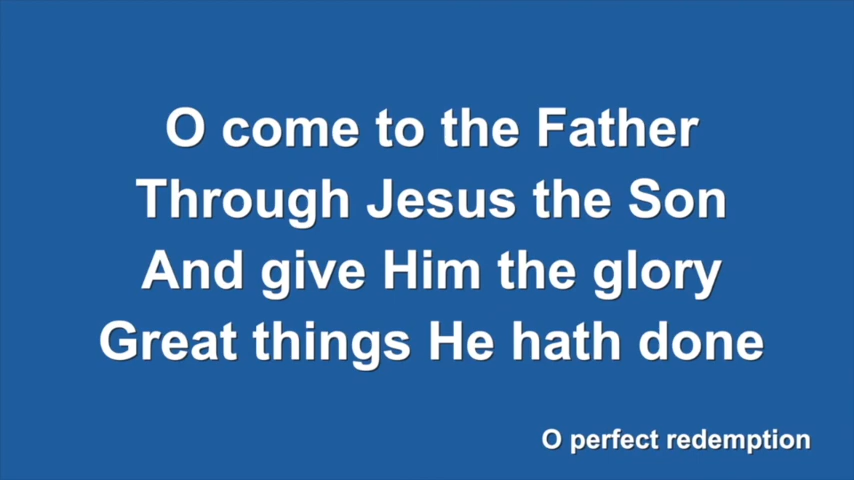 O come to the Father
Through Jesus the Son
And give Him the glory
Great things He hath done
O perfect redemption